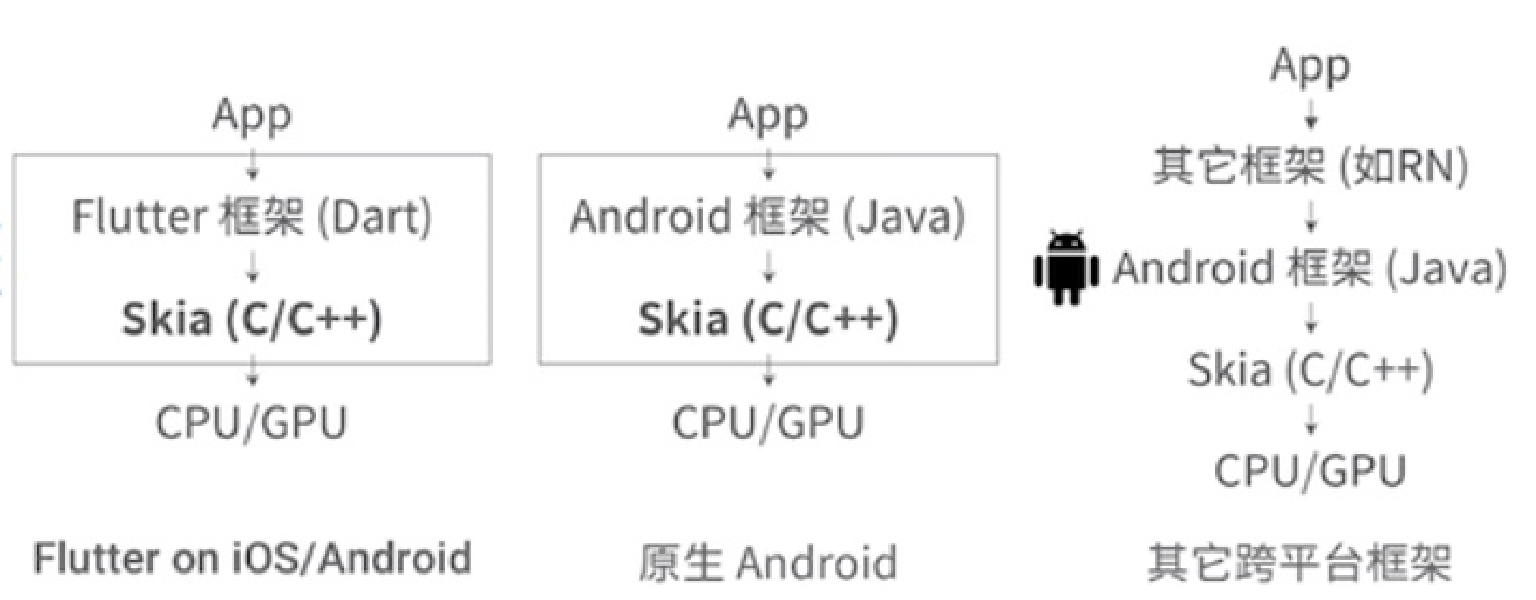 App
Flutter 框架 (Dart)
Skia (C/C++)
CPU/GPU
Flutter on iOS/Android
App
Android 框架 (Java)
Skia (C/C++)
CPU/GPU
原生 Android
App
其它框架 (如RN)
Android 框架 (Java)
Skia (C/C++)
CPU/GPU
其它跨平台框架